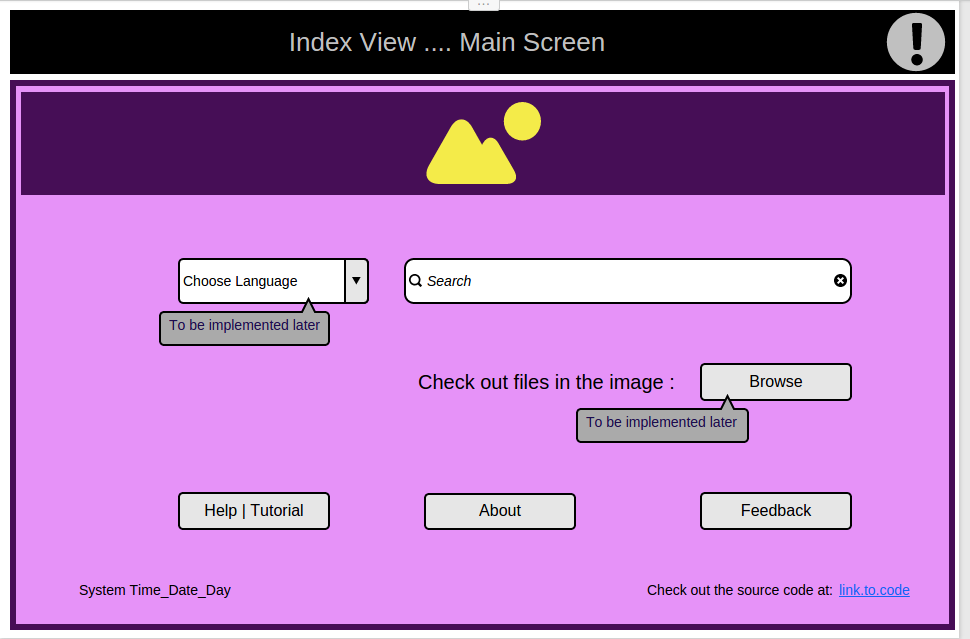 Index View .... Main Screen
Choose Language
Search
To be implemented later
Check out files in the image :
Browse
To be implemented later
Help | Tutorial
About
Feedback
System Time_Date_Day
Check out the source code at: link.to.code